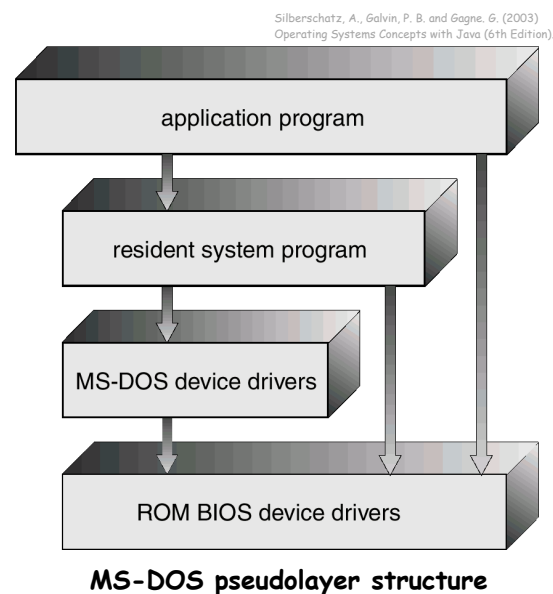 Silberschatz, A., Galvin, P. B. and Gagne. G. (2003)
Operating Systems Concepts with Java (6th Edition).
application program
resident system program
MS-DOS device drivers
ROM BIOS device drivers
MS-DOS pseudolayer structure